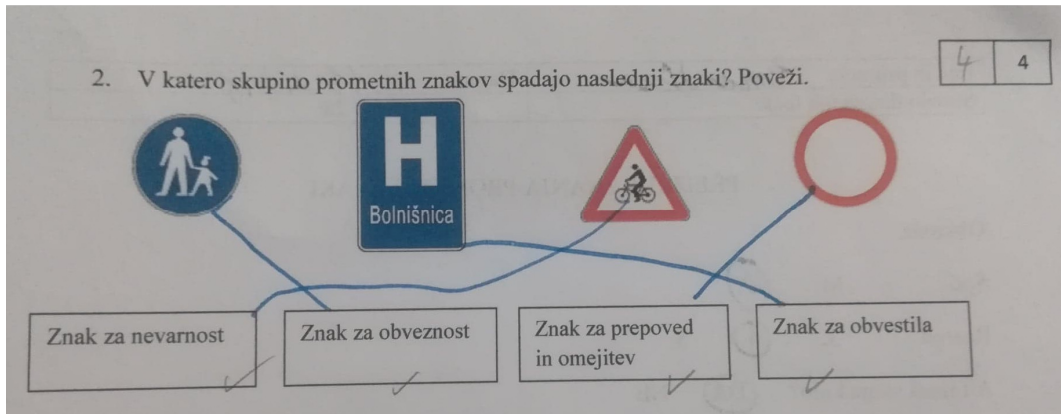 2. V katero skupino prometnih znakov spadajo naslednji znaki? Poveži.
4 4
H
Bolnišnica
Znak za nevarnost
Znak za obveznost
Znak za prepoved
in omejitev
Znak za obvestila